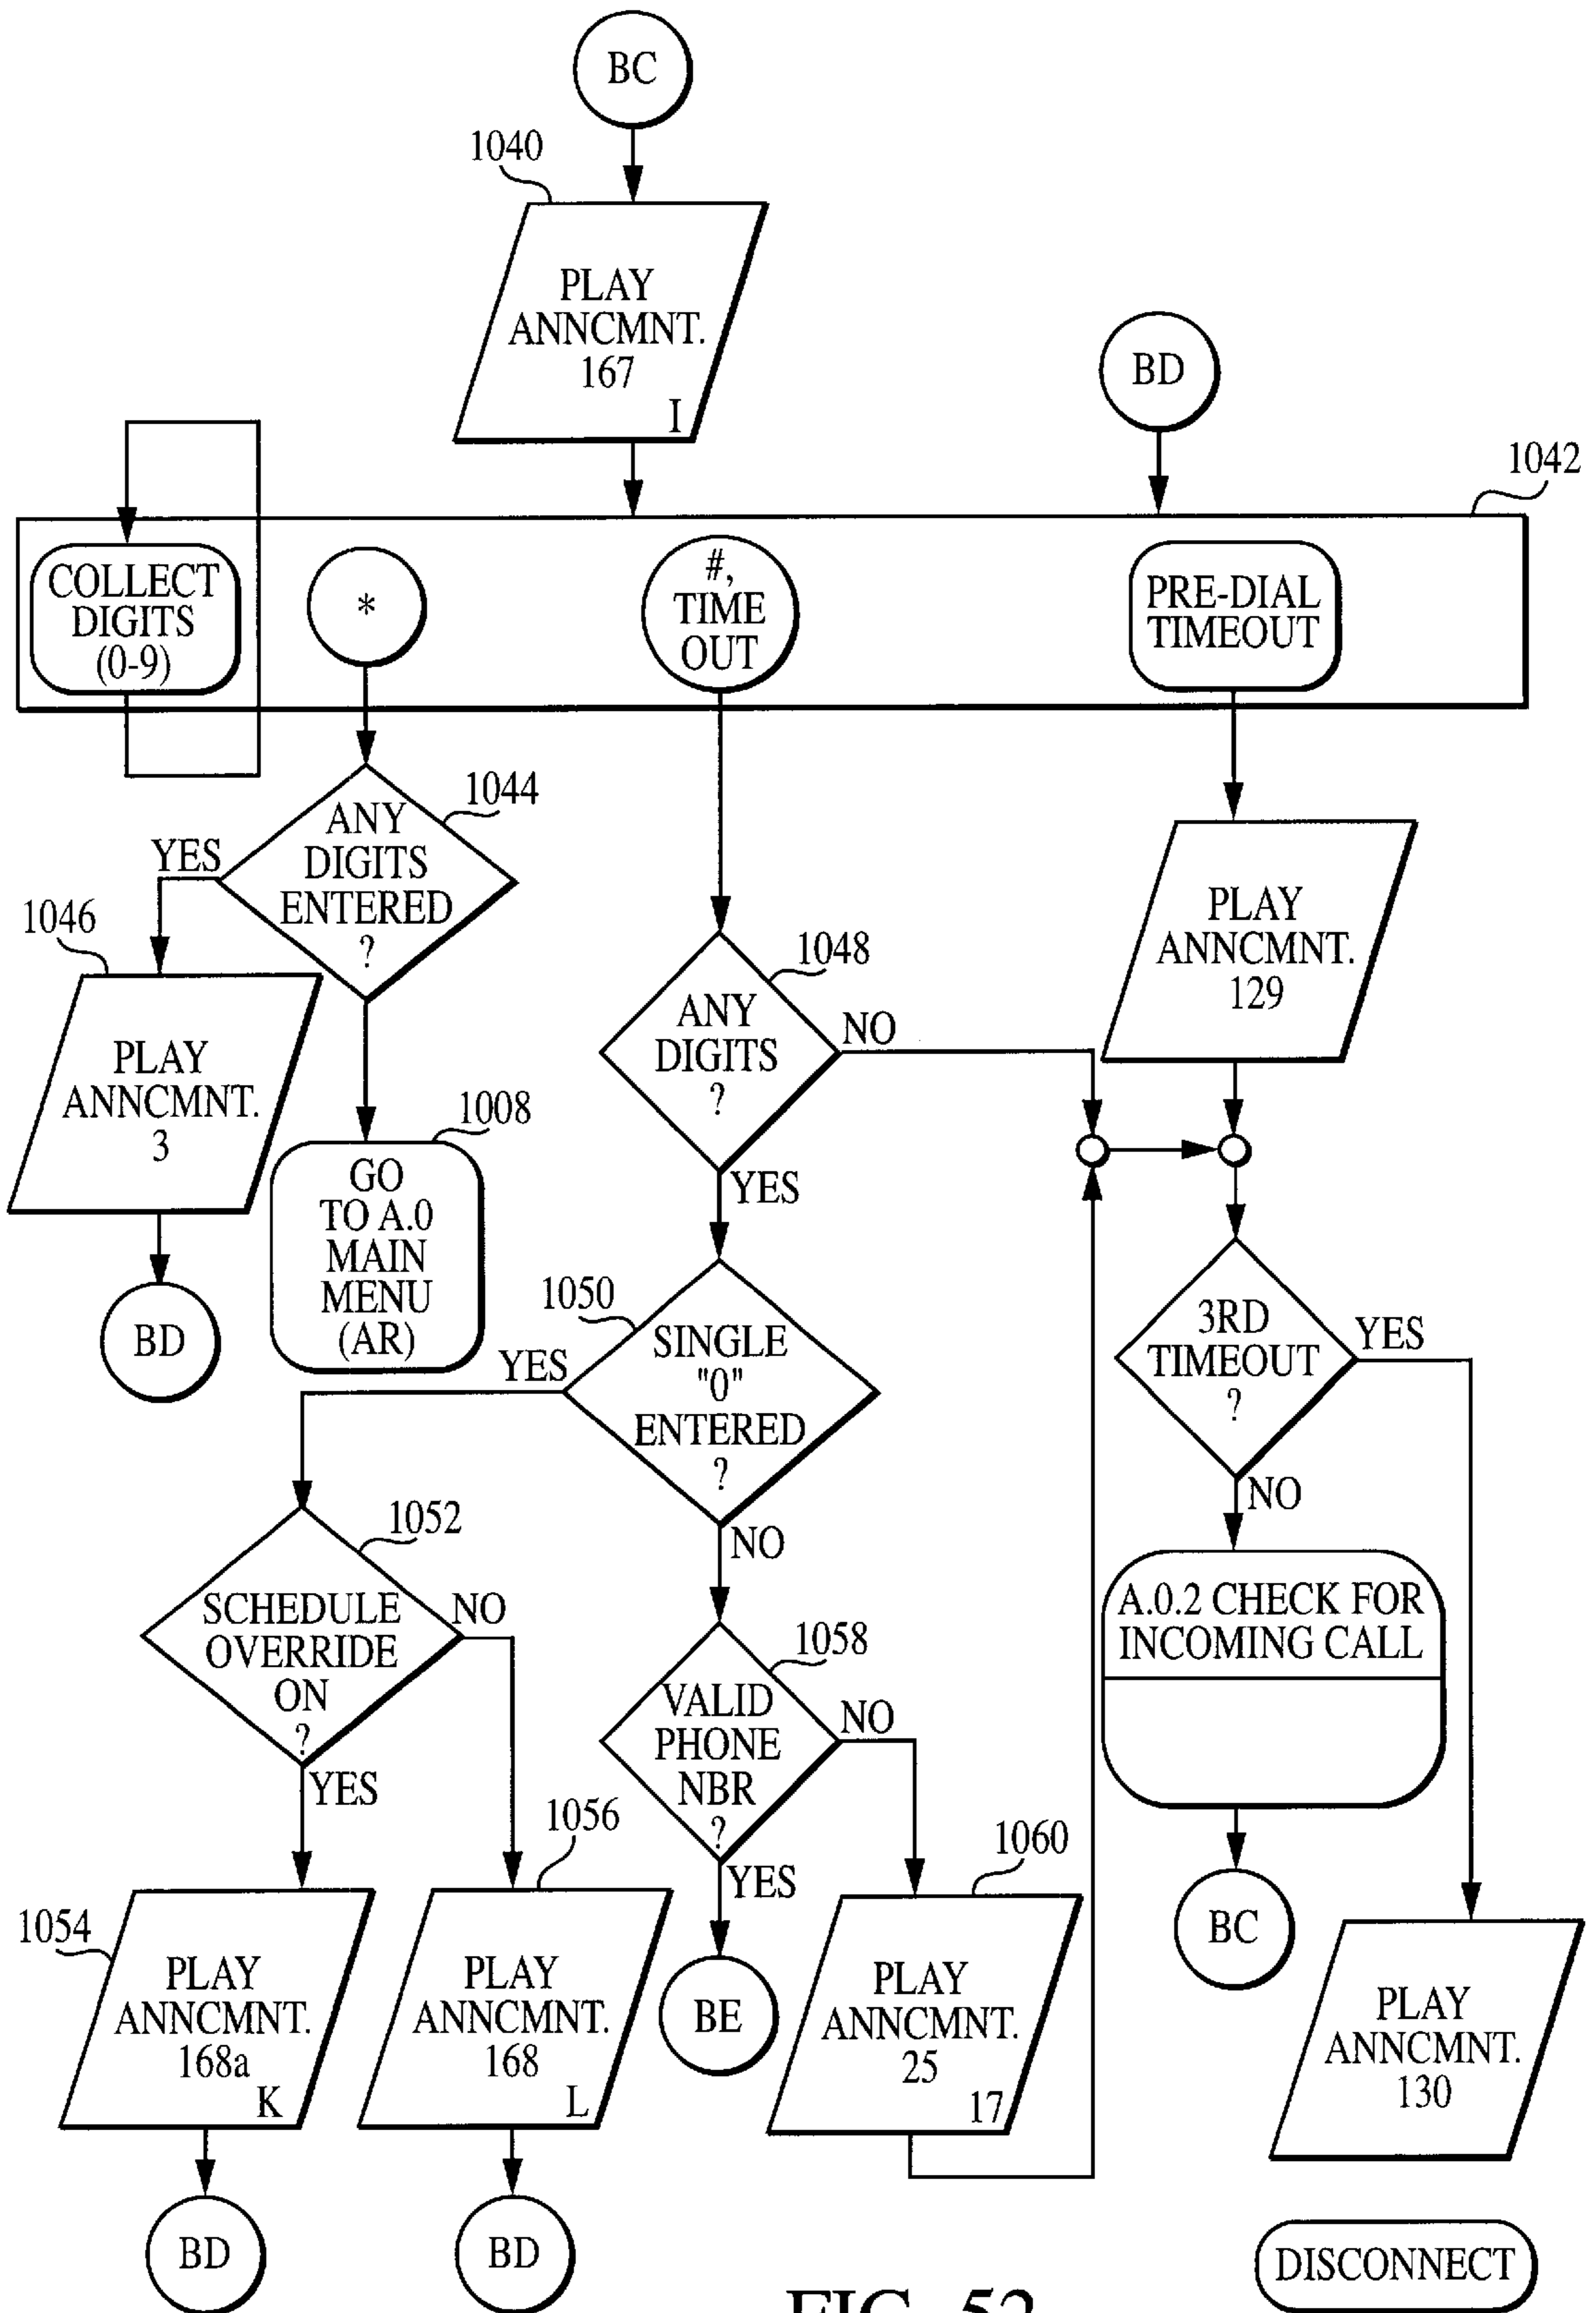 BC
1040
PLAY
ANNCMNT.
167
I
BD
1042
COLLECT
DIGITS
(0-9)
*
#,
TIME
OUT
PRE-DIAL
TIMEOUT
1044
ANY
DIGITS
ENTERED
?
YES
1046
PLAY
ANNCMNT.
3
BD
1008
GO
TO A.0
MAIN
MENU
(AR)
1048
ANY
DIGITS
?
NO
YES
PLAY
ANNCMNT.
129
1050
SINGLE
"0"
ENTERED
?
YES
NO
3RD
TIMEOUT
?
YES
NO
1052
SCHEDULE
OVERRIDE
ON
?
NO
YES
1058
VALID
PHONE
NBR
?
NO
YES
A.0.2 CHECK FOR
INCOMING CALL
BC
1054
PLAY
ANNCMNT.
168a
K
BD
1056
PLAY
ANNCMNT.
168
L
BD
BE
1060
PLAY
ANNCMNT.
25
17
PLAY
ANNCMNT.
130
DISCONNECT
FIG. 52